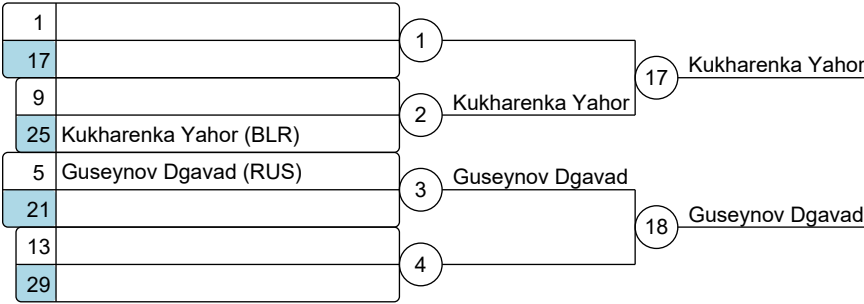 1
17
1
Kukharenka Yahor
17
9
2
Kukharenka Yahor
25 Kukharenka Yahor (BLR)
5 Guseynov Dgavad (RUS)
3
Guseynov Dgavad
21
18
Guseynov Dgavad
13
4
29